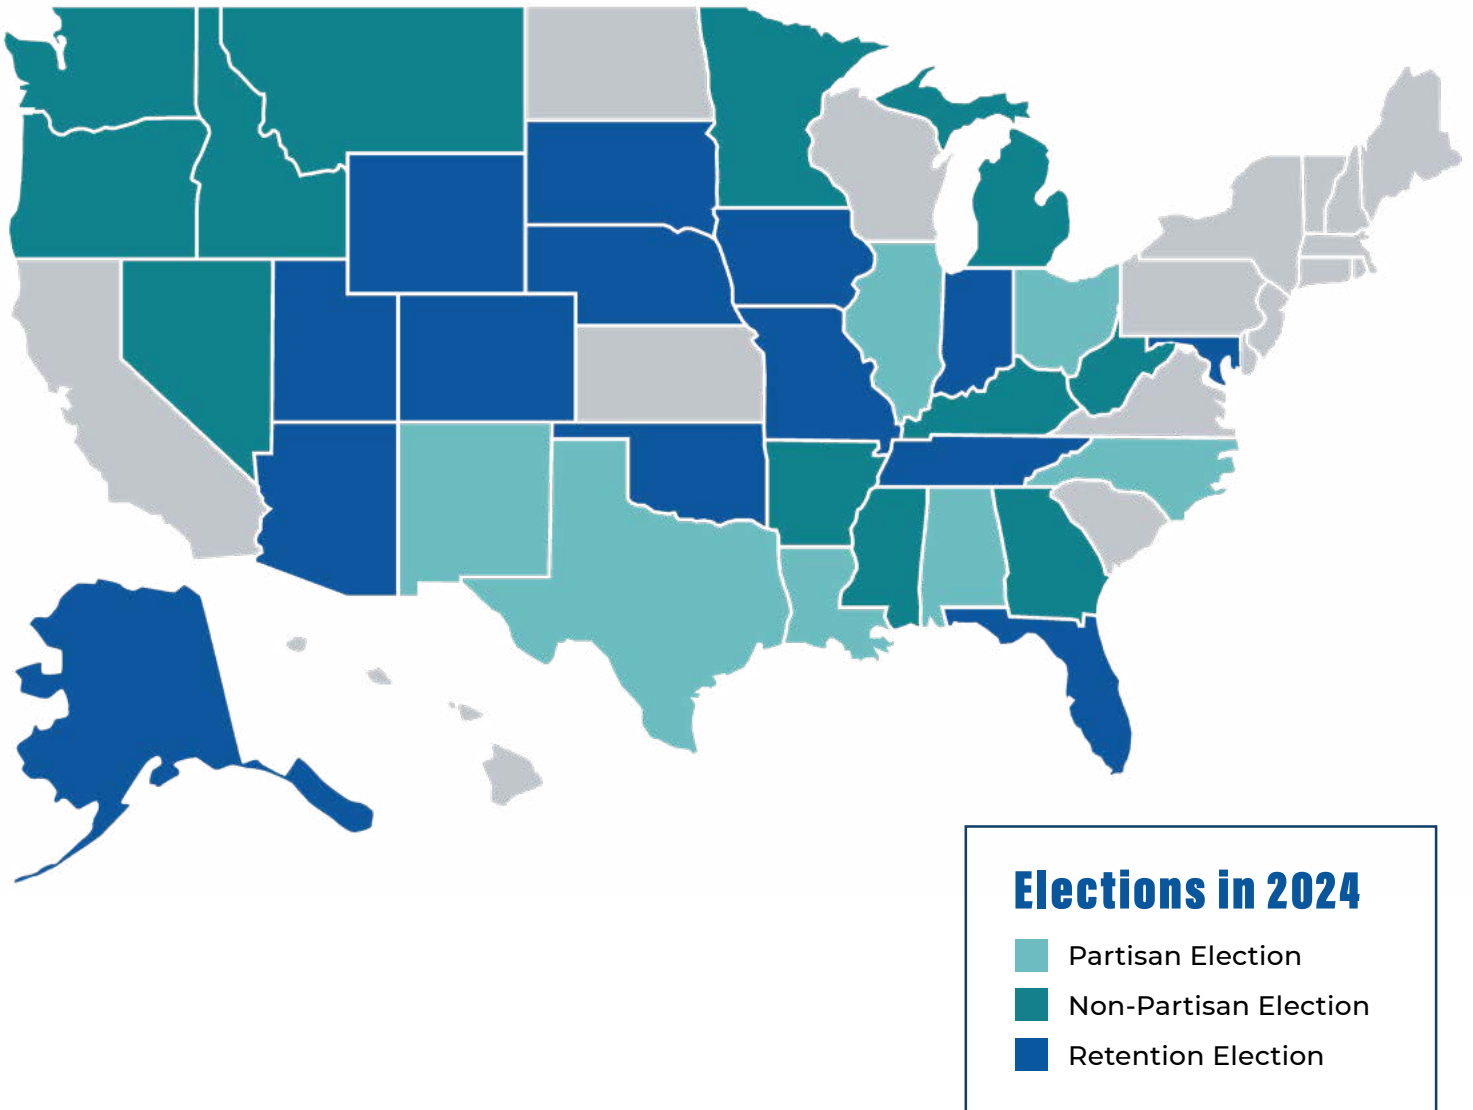 Elections in 2024
Partisan Election
Non-Partisan Election
Retention Election